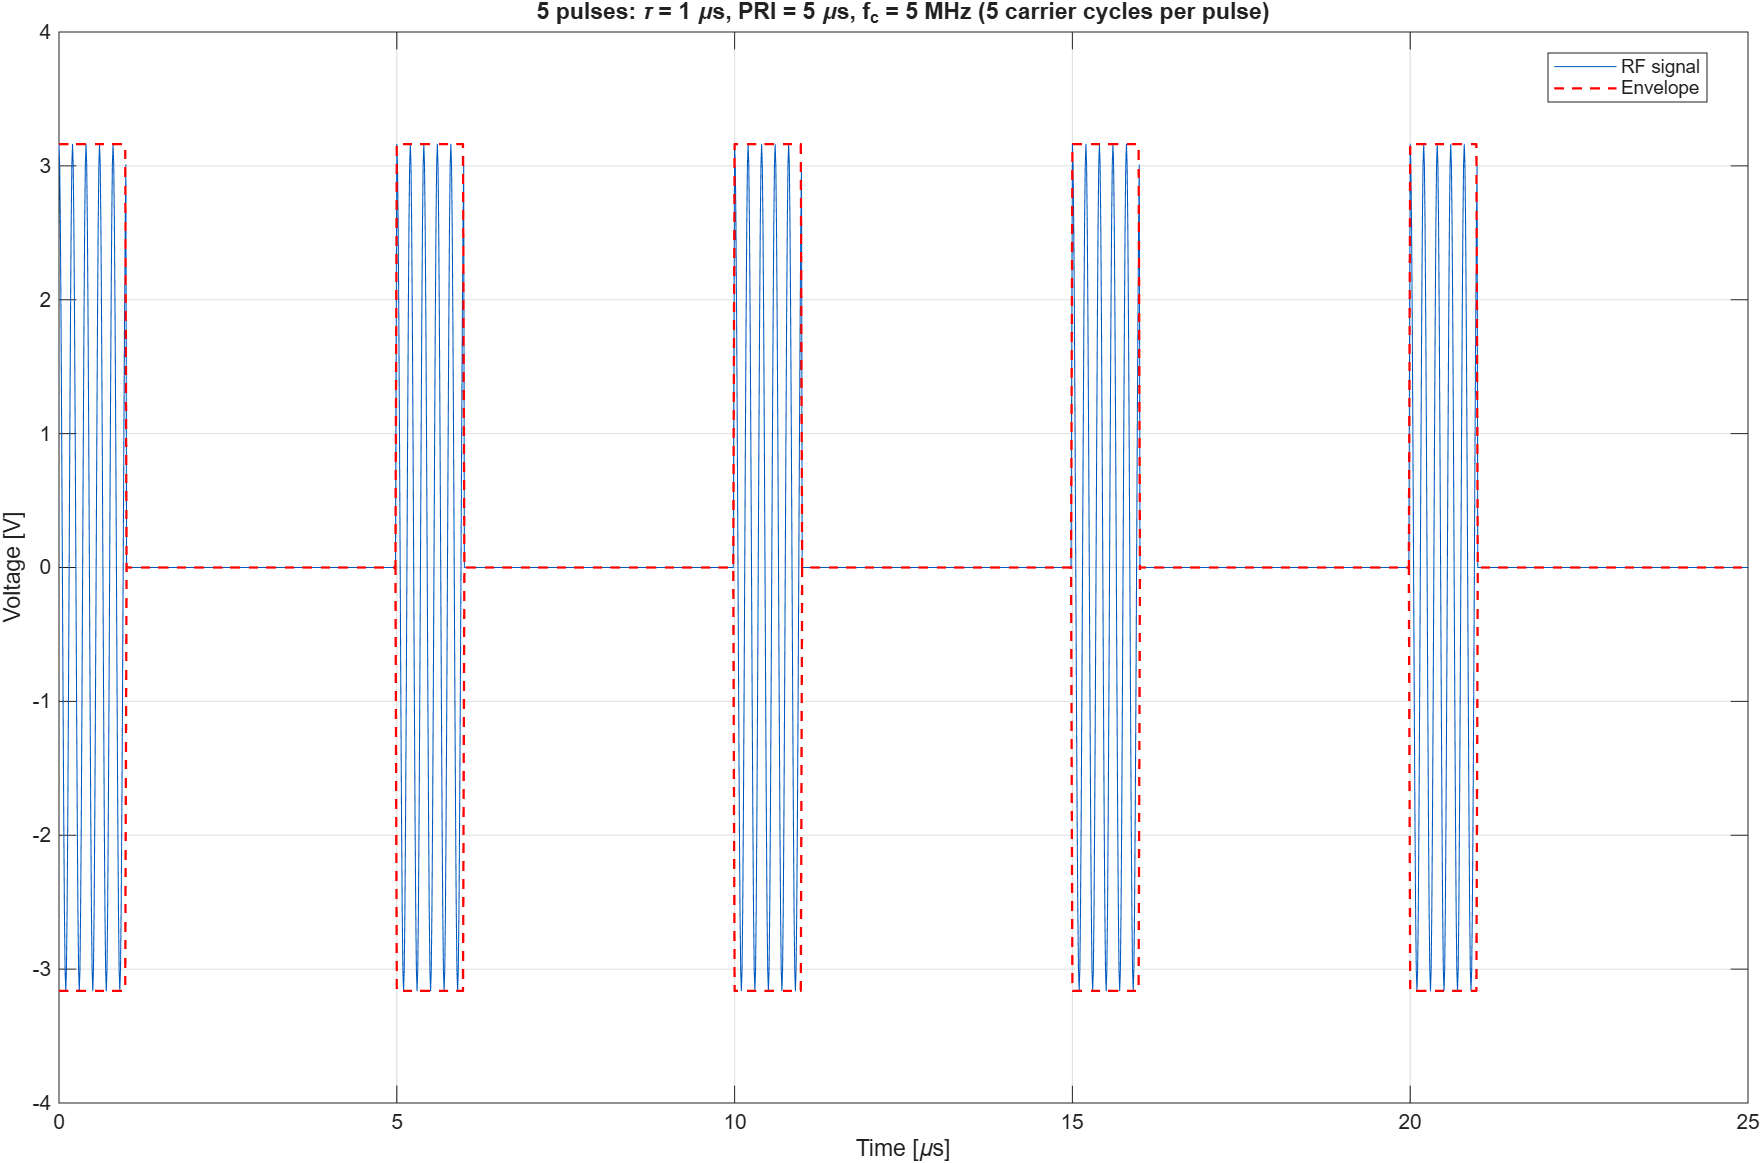 5 pulses: τ = 1 μs, PRI = 5 μs, fc = 5 MHz (5 carrier cycles per pulse)
RF signal
Envelope
4
3
2
1
0
-1
-2
-3
-4
Voltage [V]
0 5 10 15 20 25
Time [μs]